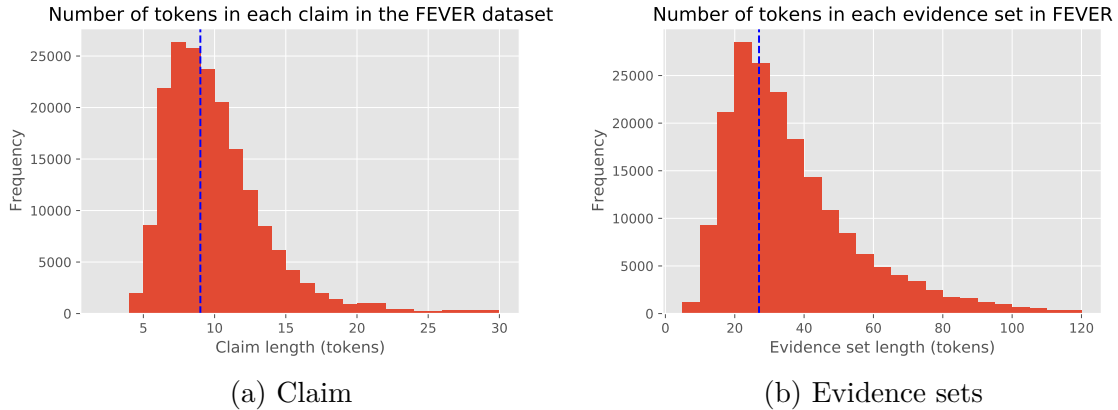 Number of tokens in each claim in the FEVER dataset
25000
20000
15000
10000
5000
0
Frequency
5 10 15 20 25 30
Claim length (tokens)
(a) Claim
Number of tokens in each evidence set in FEVER
25000
20000
15000
10000
5000
0
Frequency
0 20 40 60 80 100 120
Evidence set length (tokens)
(b) Evidence sets